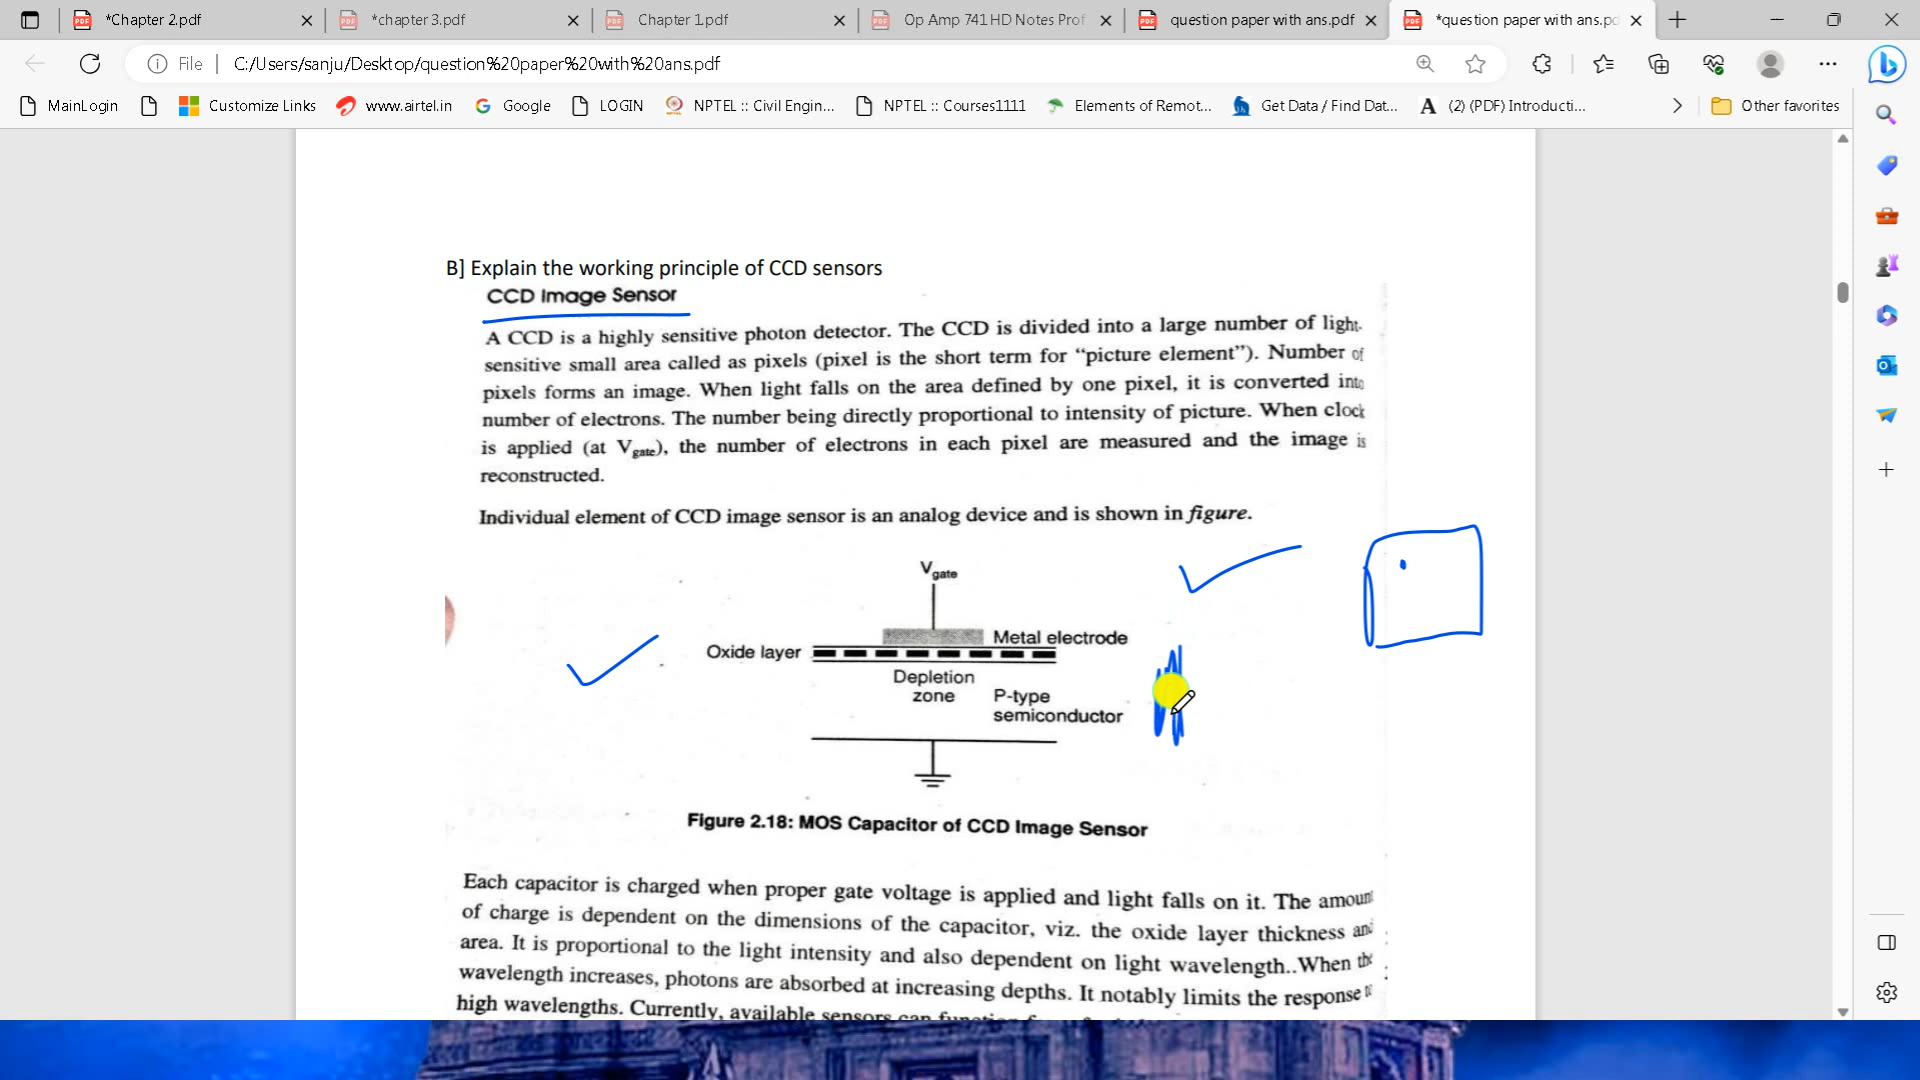 *Chapter 2.pdf
*chapter 3.pdf
Chapter 1.pdf
Op Amp 741 HD Notes Prof
question paper with ans.pdf
*question paper with ans.pd
File
C:/Users/sanju/Desktop/question%20paper%20with%20ans.pdf
MainLogin
Customize Links
www.airtel.in
Google
LOGIN
NPTEL :: Civil Engin...
NPTEL :: Courses1111
Elements of Remot...
Get Data / Find Dat...
(2) (PDF) Introducti...
Other favorites
B] Explain the working principle of CCD sensors
CCD Image Sensor
A CCD is a highly sensitive photon detector. The CCD is divided into a large number of light-
sensitive small area called as pixels (pixel is the short term for “picture element”). Number of
pixels forms an image. When light falls on the area defined by one pixel, it is converted into
number of electrons. The number being directly proportional to intensity of picture. When clock
is applied (at Vgate), the number of electrons in each pixel are measured and the image is
reconstructed.
Individual element of CCD image sensor is an analog device and is shown in figure.
Vgate
Metal electrode
Oxide layer
Depletion
zone
P-type
semiconductor
Figure 2.18: MOS Capacitor of CCD Image Sensor
Each capacitor is charged when proper gate voltage is applied and light falls on it. The amount
of charge is dependent on the dimensions of the capacitor, viz. the oxide layer thickness and
area. It is proportional to the light intensity and also dependent on light wavelength..When the
wavelength increases, photons are absorbed at increasing depths. It notably limits the response to
high wavelengths. Currently, available sensors can